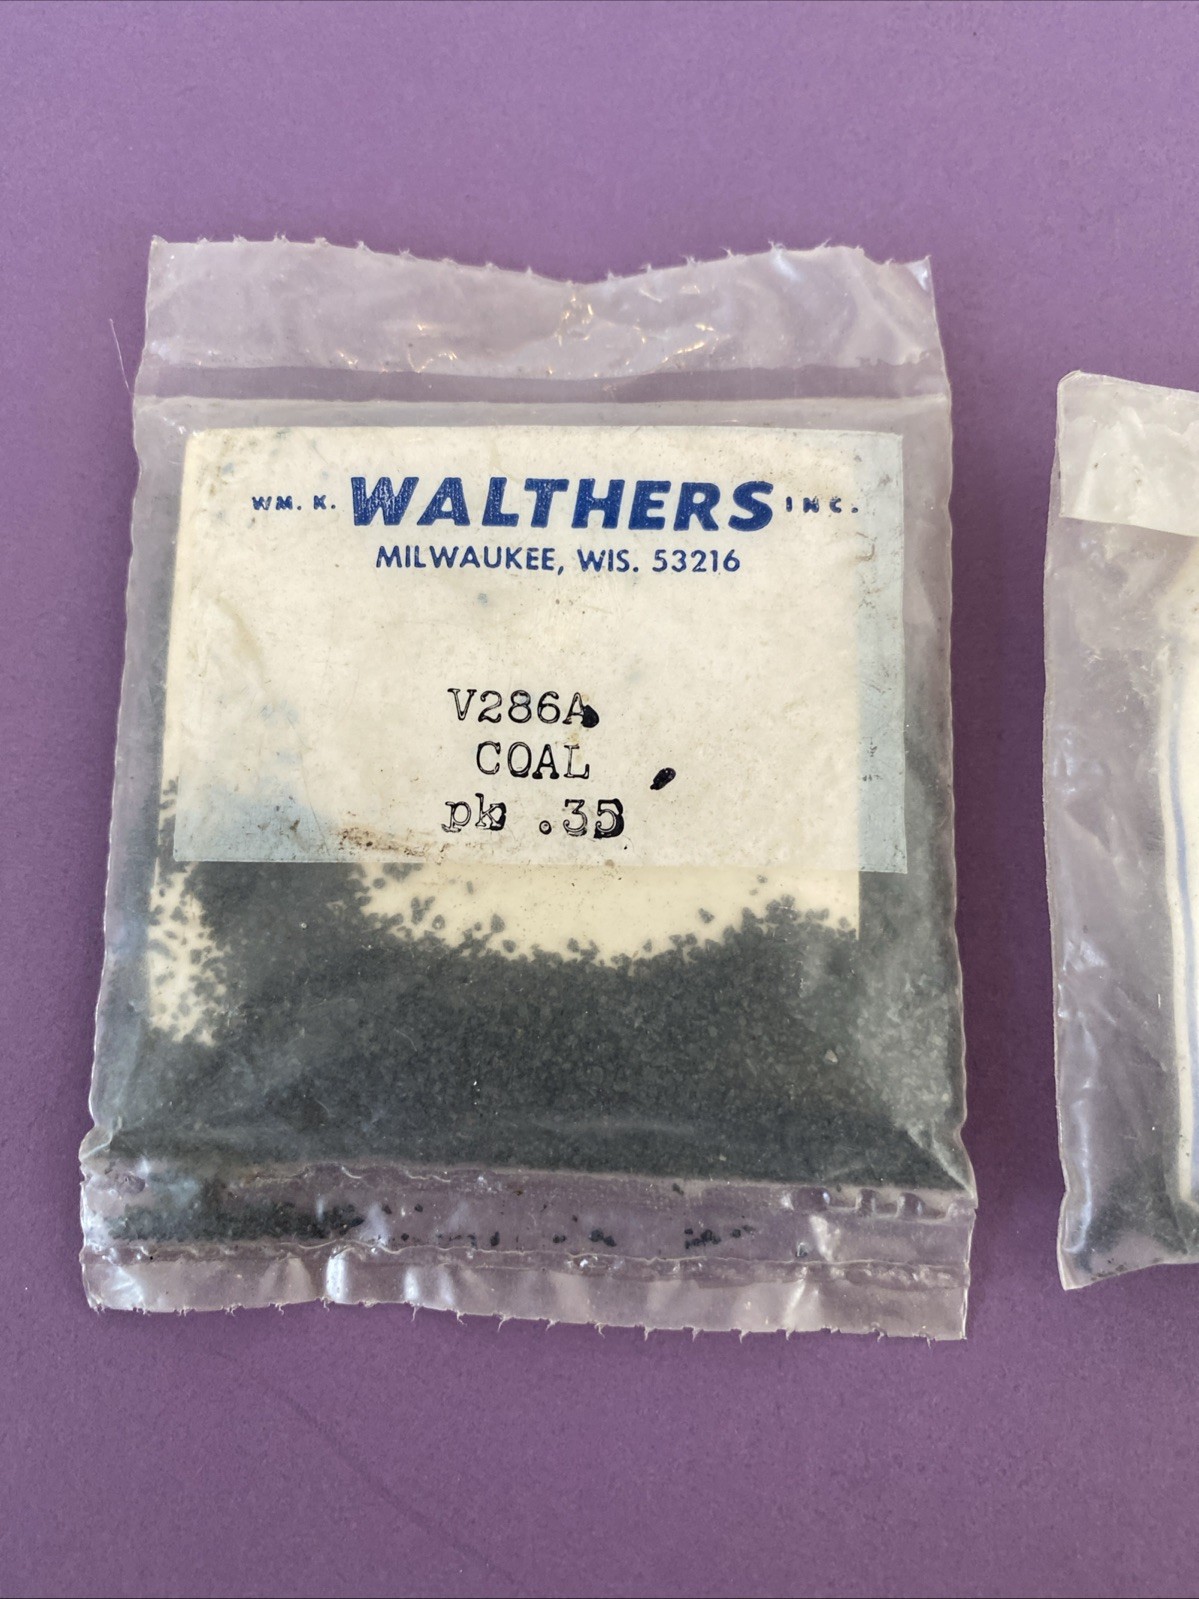 WM. K. WALTHERS INC.
MILWAUKEE, WIS. 53216
V286A
COAL
pk .35